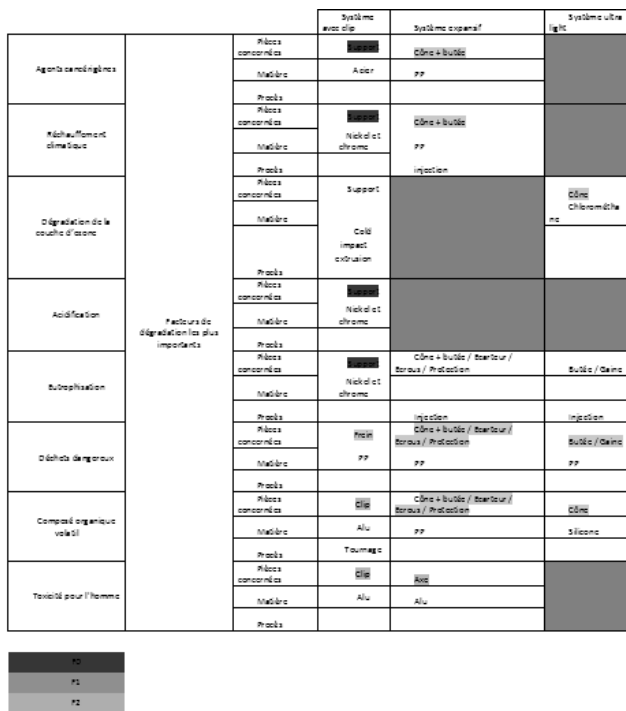 Système
avec clip
Système expansif
Système ultra
light
Agents cancérigènes
Facteurs de
dégradation les plus
importants
Pièces
concernées
Support
Cône + butée
Matière
Acier
PP
Procès
Réchauffement
climatique
Pièces
concernées
Support
Cône + butée
Matière
Nickel et
chrome
PP
Procès
injection
Dégradation de la
couche d'ozone
Pièces
concernées
Support
Cône
Matière
Chlorométha
ne
Procès
Cold
impact
extrusion
Acidification
Pièces
concernées
Support
Matière
Nickel et
chrome
Procès
Eutrophisation
Pièces
concernées
Support
Cône + butée / Ecarteur /
Ecrous / Protection
Butée / Gaine
Matière
Nickel et
chrome
Procès
Injection
Injection
Déchets dangereux
Pièces
concernées
Frein
Cône + butée / Ecarteur /
Ecrous / Protection
Butée / Gaine
Matière
PP
PP
PP
Procès
Composé organique
volatil
Pièces
concernées
Clip
Cône + butée / Ecarteur /
Ecrous / Protection
Cône
Matière
Alu
PP
Silicone
Procès
Tournage
Toxicité pour l'homme
Pièces
concernées
Clip
Axe
Matière
Alu
Alu
Procès
P0
P1
P2